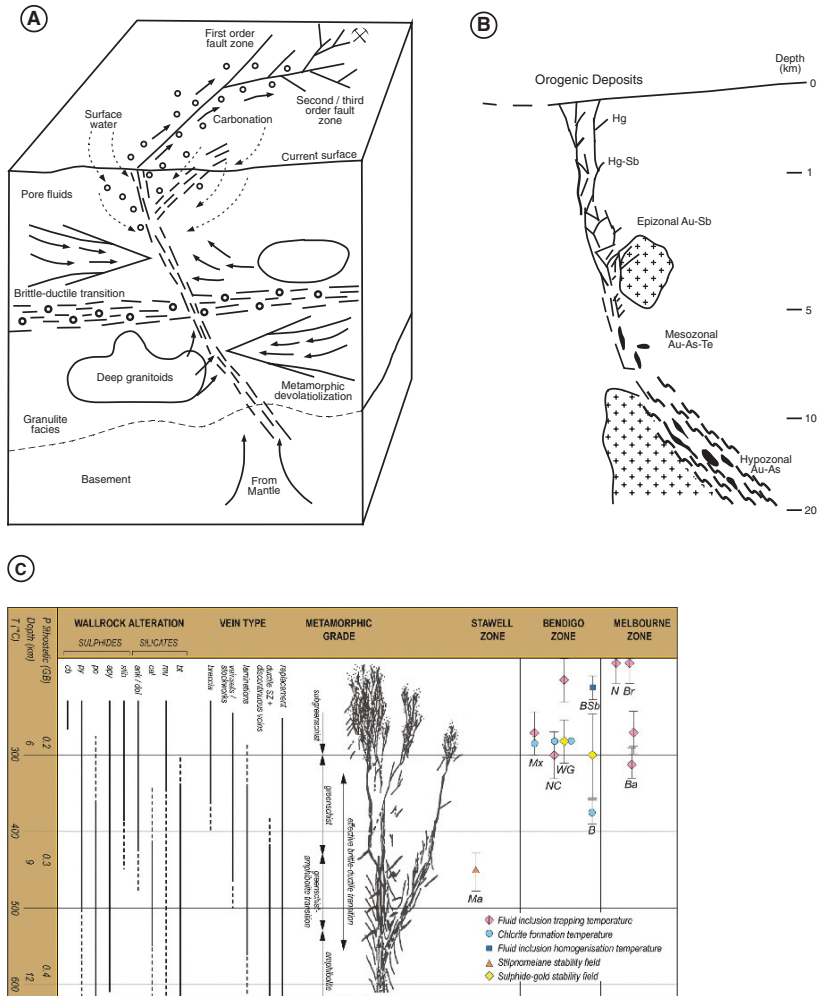 A
First order
fault zone
Second / third
order fault
zone
Surface
water
Carbonation
Current surface
Pore fluids
Brittle-ductile transition
Deep granitoids
Metamorphic
devolatiolization
Granulite
facies
Basement
From
Mantle
B
Depth
(km)
Orogenic Deposits
0
Hg
Hg-Sb
1
Epizonal Au-Sb
5
Mesozonal
Au-As-Te
10
Hypozonal
Au-As
20
C
T (°C)
Depth (km)
P lithostatic (GB)
WALLROCK ALTERATION
SULPHIDES
SILICATES
VEIN TYPE
METAMORPHIC
GRADE
STAWELL
ZONE
BENDIGO
ZONE
MELBOURNE
ZONE
cb
py
po
apy
stin
ank / dol
cal
mu
bt
breccia
veinsets /
stockworks
laminations
discontinuous veins
ductile SZ +
replacement
subgreenschist
greenschist
greenschist-
amphibolite transition
amphibolite
effective brittle-ductile transition
300
6
0.2
400
9
0.3
500
600
12
0.4
N Br
BSb
Mx
WG
NC
Ba
B
Ma
Fluid inclusion trapping temperature
Chlorite formation temperature
Fluid inclusion homogenisation temperature
Stilpnomelane stability field
Sulphide-gold stability field